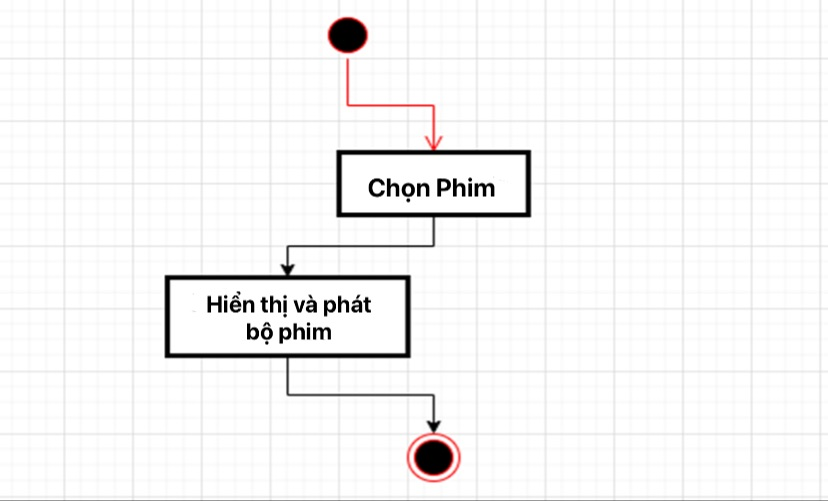 Chọn Phim
Hiển thị và phát
bộ phim